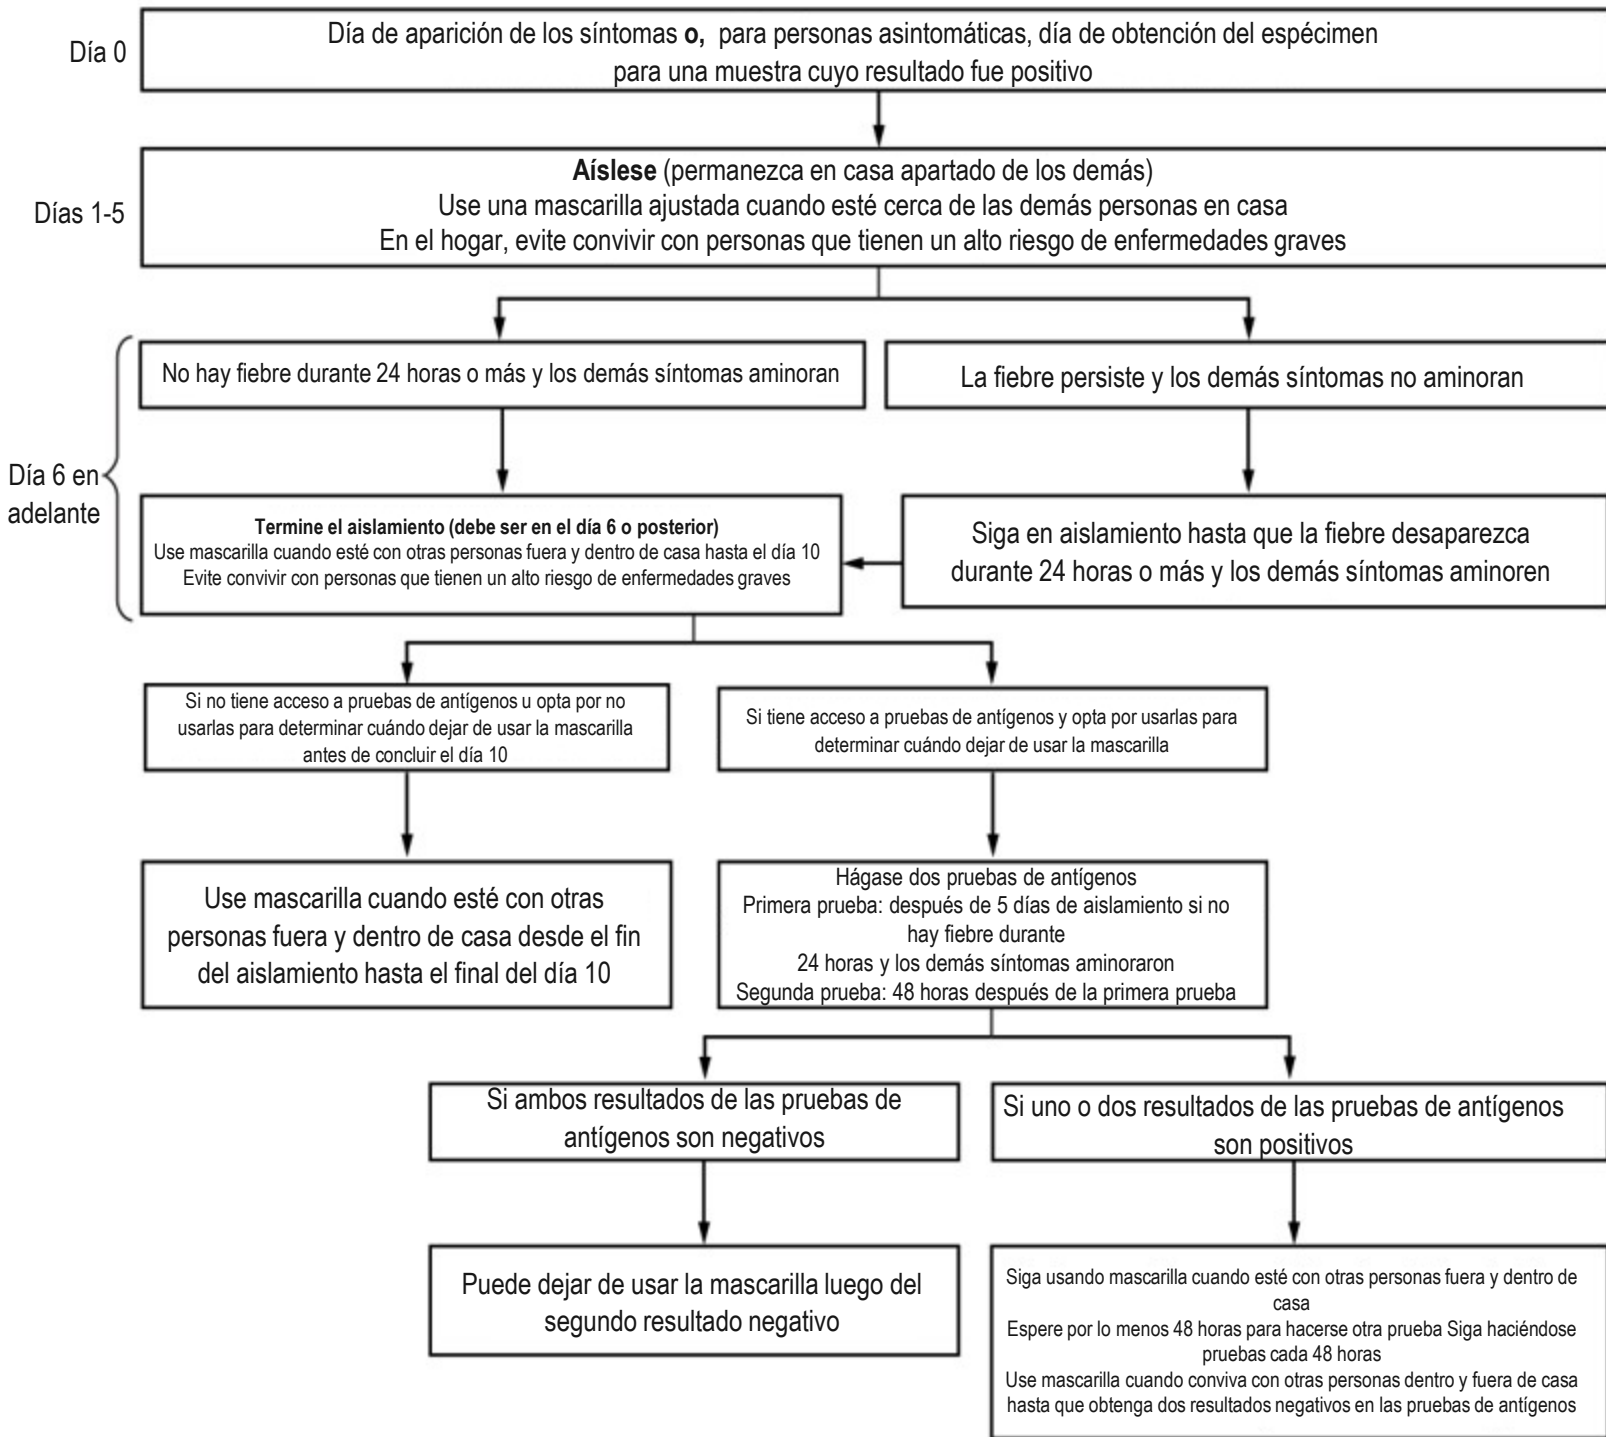 Día 0
Día de aparición de los síntomas o, para personas asintomáticas, día de obtención del espécimen
para una muestra cuyo resultado fue positivo
Días 1-5
Aíslese (permanezca en casa apartado de los demás)
Use una mascarilla ajustada cuando esté cerca de las demás personas en casa
En el hogar, evite convivir con personas que tienen un alto riesgo de enfermedades graves
Día 6 en
adelante
No hay fiebre durante 24 horas o más y los demás síntomas aminoran
La fiebre persiste y los demás síntomas no aminoran
Termine el aislamiento (debe ser en el día 6 o posterior)
Use mascarilla cuando esté con otras personas fuera y dentro de casa hasta el día 10
Evite convivir con personas que tienen un alto riesgo de enfermedades graves
Siga en aislamiento hasta que la fiebre desaparezca
durante 24 horas o más y los demás síntomas aminoren
Si no tiene acceso a pruebas de antígenos u opta por no
usarlas para determinar cuándo dejar de usar la mascarilla
antes de concluir el día 10
Si tiene acceso a pruebas de antígenos y opta por usarlas para
determinar cuándo dejar de usar la mascarilla
Use mascarilla cuando esté con otras
personas fuera y dentro de casa desde el fin
del aislamiento hasta el final del día 10
Hágase dos pruebas de antígenos
Primera prueba: después de 5 días de aislamiento si no
hay fiebre durante
24 horas y los demás síntomas aminoraron
Segunda prueba: 48 horas después de la primera prueba
Si ambos resultados de las pruebas de
antígenos son negativos
Si uno o dos resultados de las pruebas de antígenos
son positivos
Puede dejar de usar la mascarilla luego del
segundo resultado negativo
Siga usando mascarilla cuando esté con otras personas fuera y dentro de
casa
Espere por lo menos 48 horas para hacerse otra prueba Siga haciéndose
pruebas cada 48 horas
Use mascarilla cuando conviva con otras personas dentro y fuera de casa
hasta que obtenga dos resultados negativos en las pruebas de antígenos